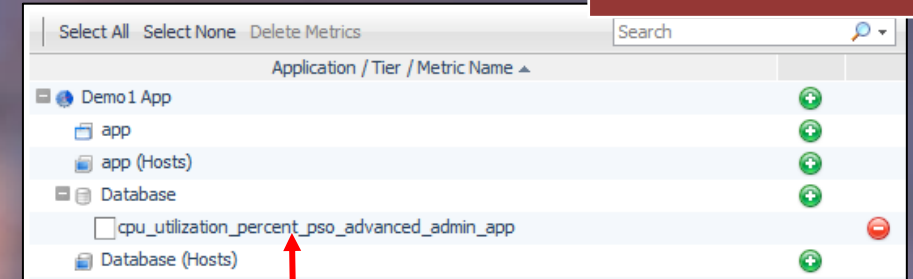 Select All Select None Delete Metrics Search
Application / Tier / Metric Name
Demo1 App
app
app (Hosts)
Database
cpu_utilization_percent_pso_advanced_admin_app
Database (Hosts)